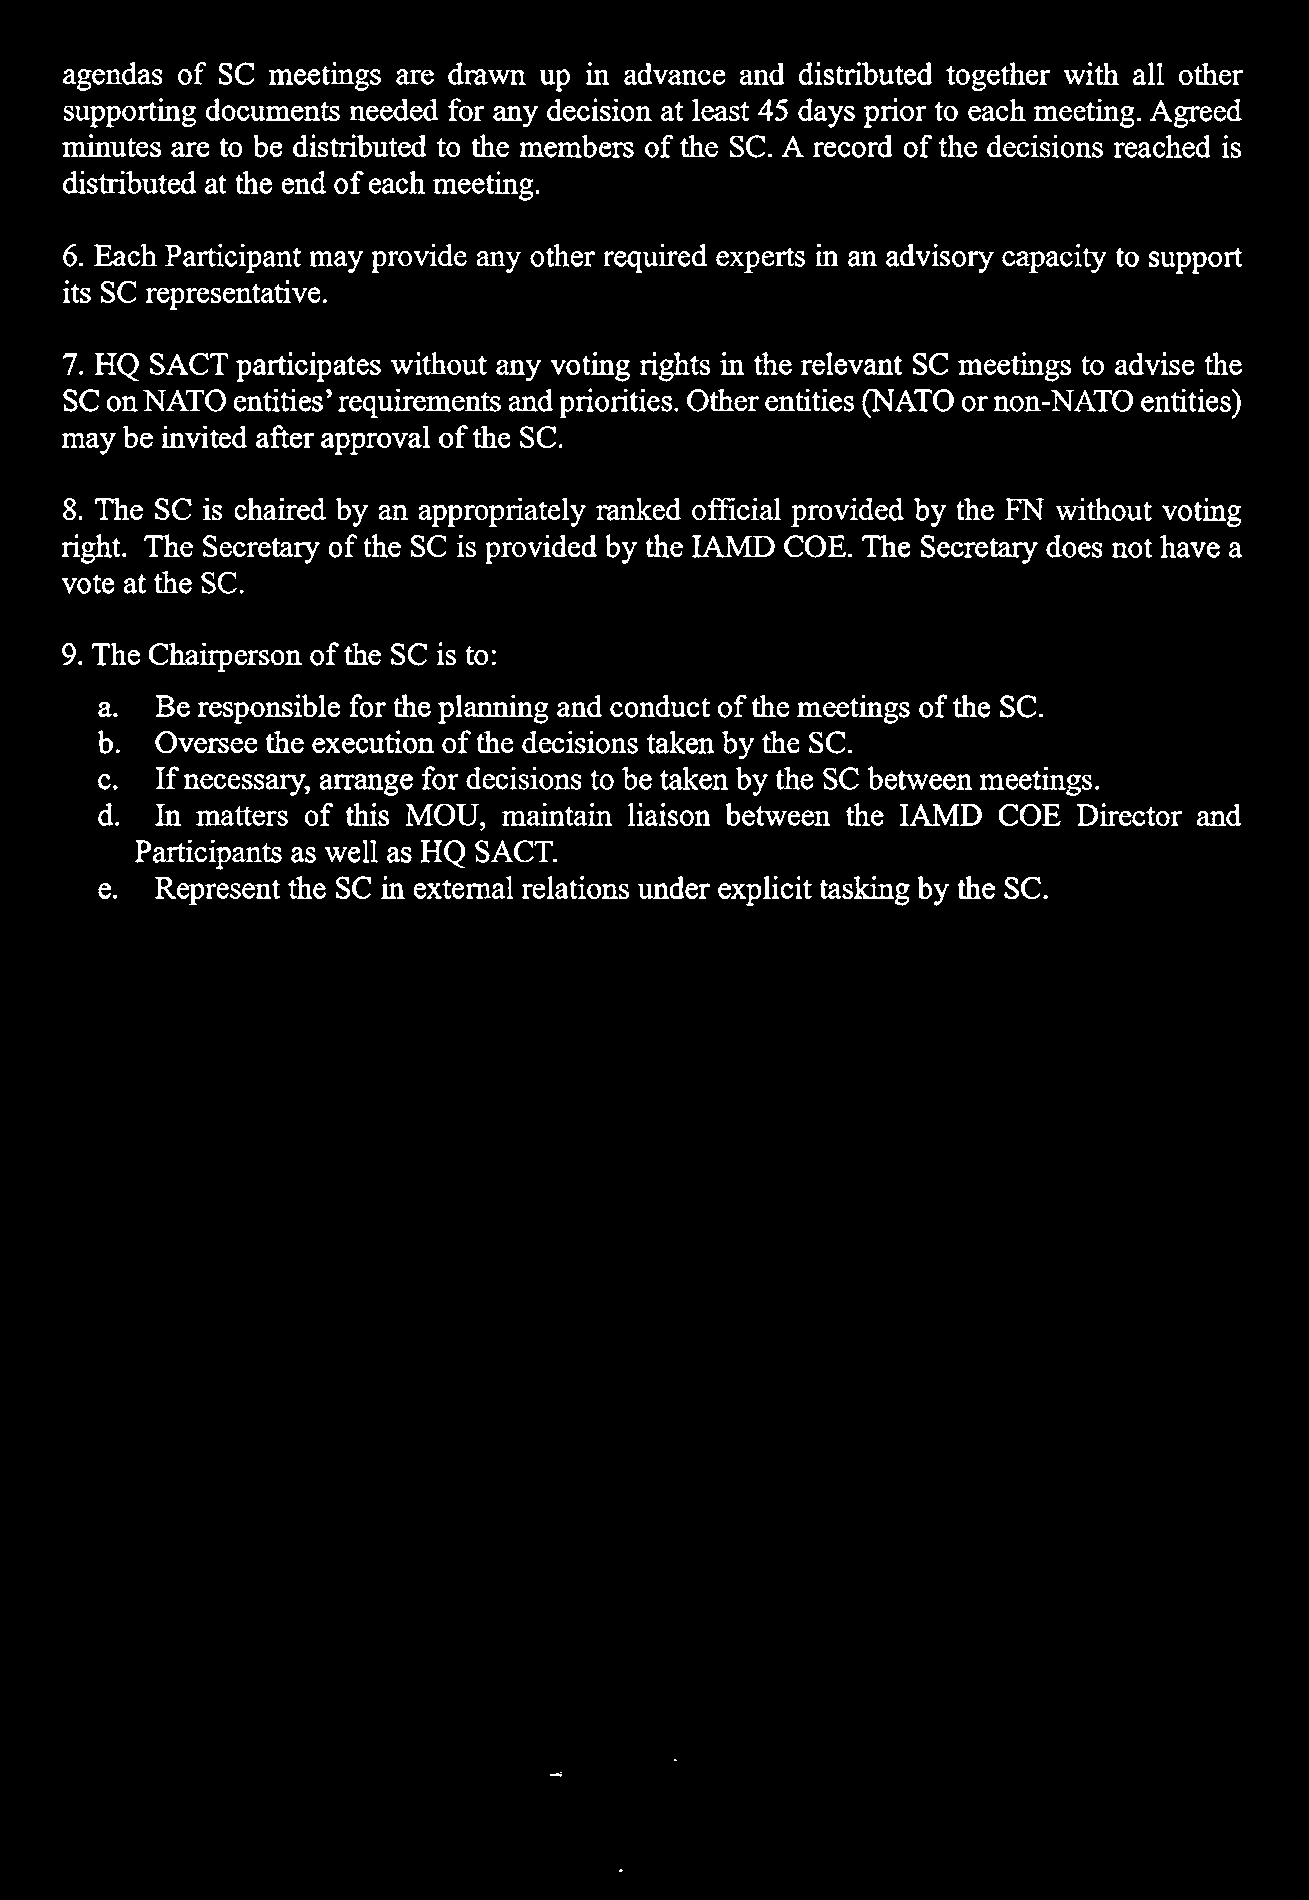 agendas of SC meetings are drawn up in advance and distributed together with all other
supporting documents needed for any decision at least 45 days prior to each meeting. Agreed
minutes are to be distributed to the members of the SC. A record of the decisions reached is
distributed at the end of each meeting.
6. Each Participant may provide any other required experts in an advisory capacity to support
its SC representative.
7. HQ SACT participates without any voting rights in the relevant SC meetings to advise the
SC on NATO entities’ requirements and priorities. Other entities (NATO or non-NATO entities)
may be invited after approval of the SC.
8. The SC is chaired by an appropriately ranked official provided by the FN without voting
right. The Secretary of the SC is provided by the IAMD COE. The Secretary does not have a
vote at the SC.
9. The Chairperson of the SC is to:
a. Be responsible for the planning and conduct of the meetings of the SC.
b. Oversee the execution of the decisions taken by the SC.
c. If necessary, arrange for decisions to be taken by the SC between meetings.
d. In matters of this MOU, maintain liaison between the IAMD COE Director and
Participants as well as HQ SACT.
e. Represent the SC in external relations under explicit tasking by the SC.